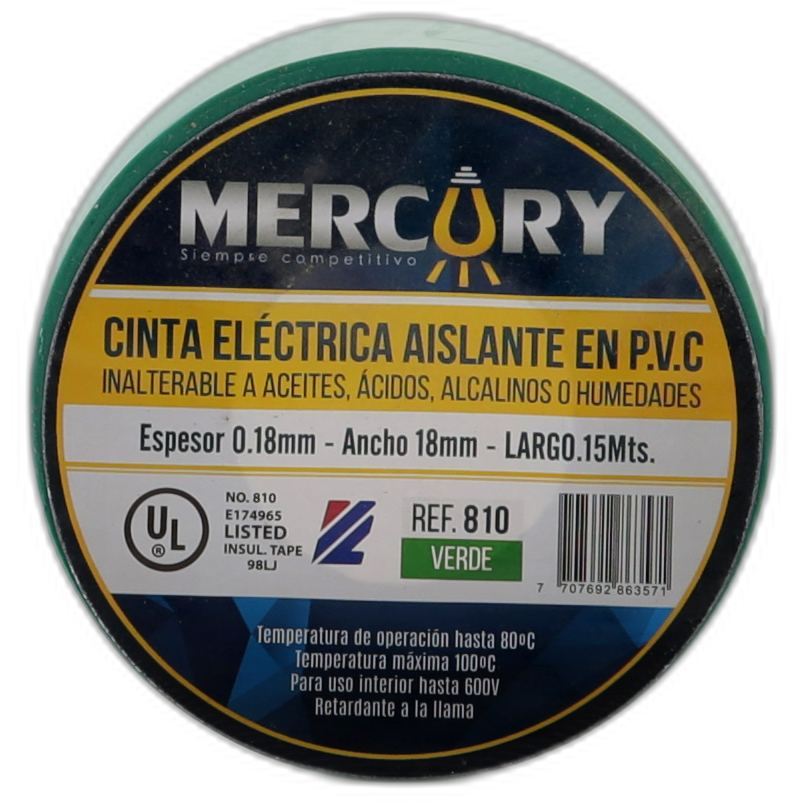 MERCURY
Siempre competitivo
CINTA ELÉCTRICA AISLANTE EN P.V.C
INALTERABLE A ACEITES, ÁCIDOS, ALCALINOS O HUMEDADES
Espesor 0.18mm - Ancho 18mm - LARGO.15Mts.
UL
®
NO. 810
E174965
LISTED
INSUL. TAPE
98LJ
REF. 810
VERDE
7 707692 863571
Temperatura de operación hasta 80ºC
Temperatura máxima 100ºC
Para uso interior hasta 600V
Retardante a la llama